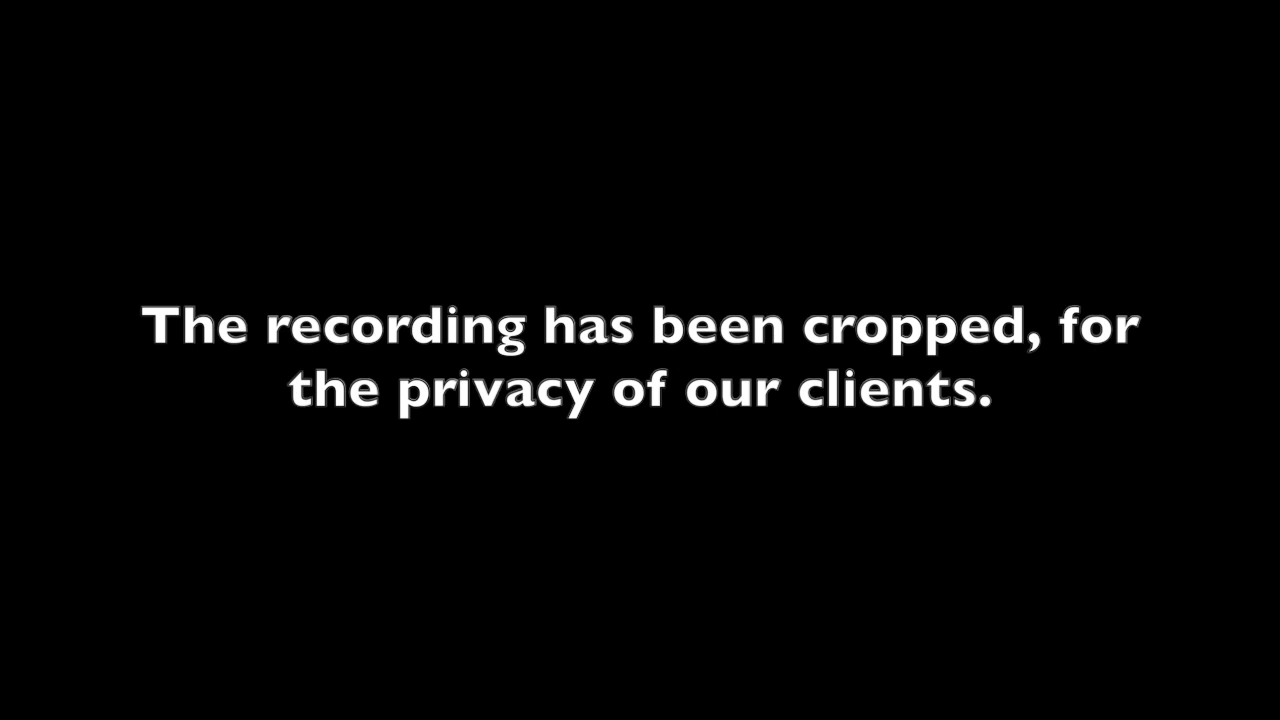 The recording has been cropped, for
the privacy of our clients.